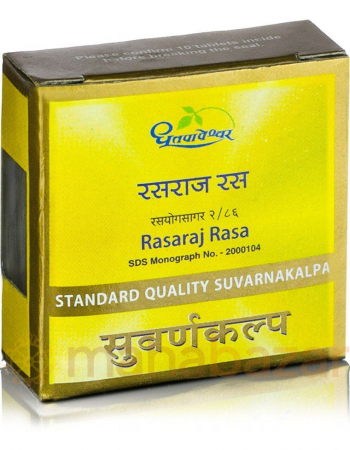 Please confirm 10 tablets inside
before breaking the seal.
धूतपापेश्वर
रसराज रस
रसयोगसागर २/८६
Rasaraj Rasa
SDS Monograph No. - 2000104
STANDARD QUALITY SUVARNAKALPA
सुवर्णकल्प
mahabazar